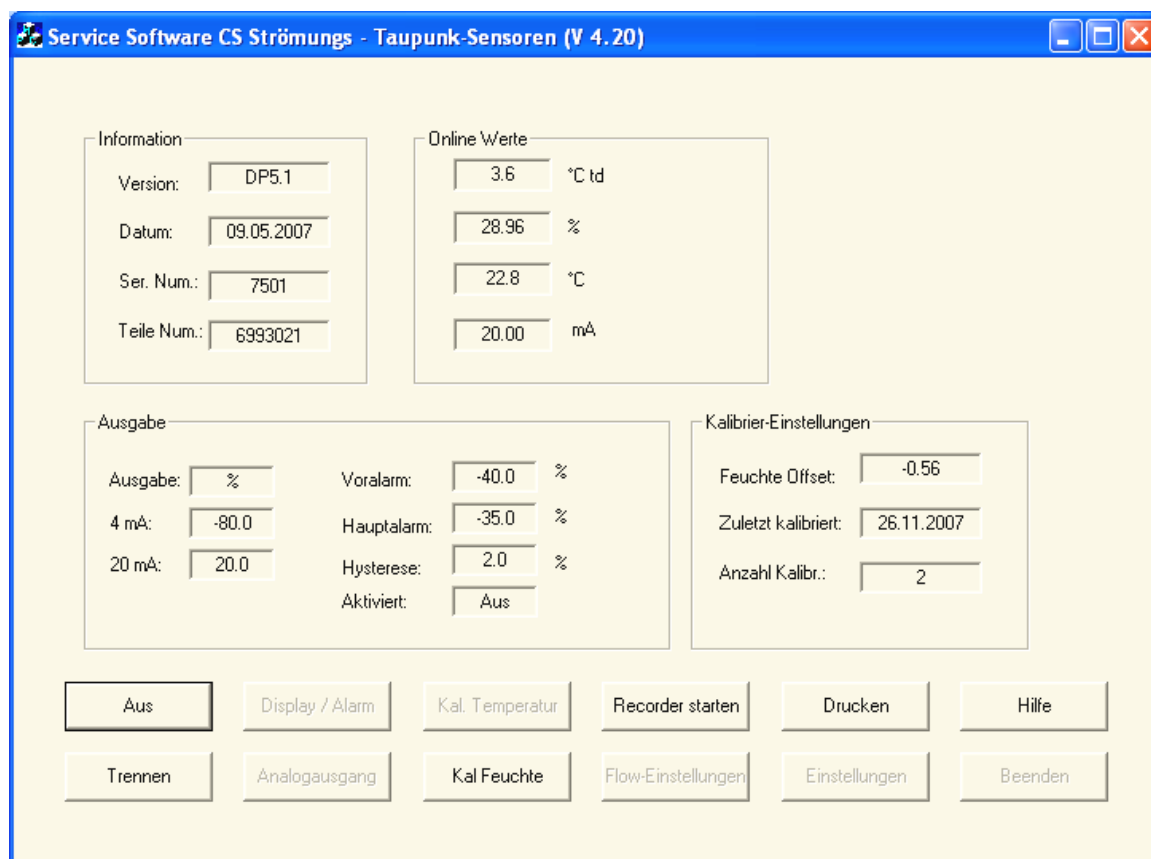 Service Software CS Strömungs - Taupunk-Sensoren (V 4.20)
Information
Version: DP5.1
Datum: 09.05.2007
Ser. Num.: 7501
Teile Num.: 6993021
Online Werte
3.6 °C td
28.96 %
22.8 °C
20.00 mA
Ausgabe
Ausgabe: %
4 mA: -80.0
20 mA: 20.0
Voralarm: -40.0 %
Hauptalarm: -35.0 %
Hysterese: 2.0 %
Aktiviert: Aus
Kalibrier-Einstellungen
Feuchte Offset: -0.56
Zuletzt kalibriert: 26.11.2007
Anzahl Kalibr.: 2
Aus Display / Alarm Kal. Temperatur Recorder starten Drucken Hilfe
Trennen Analogausgang Kal Feuchte Flow-Einstellungen Einstellungen Beenden